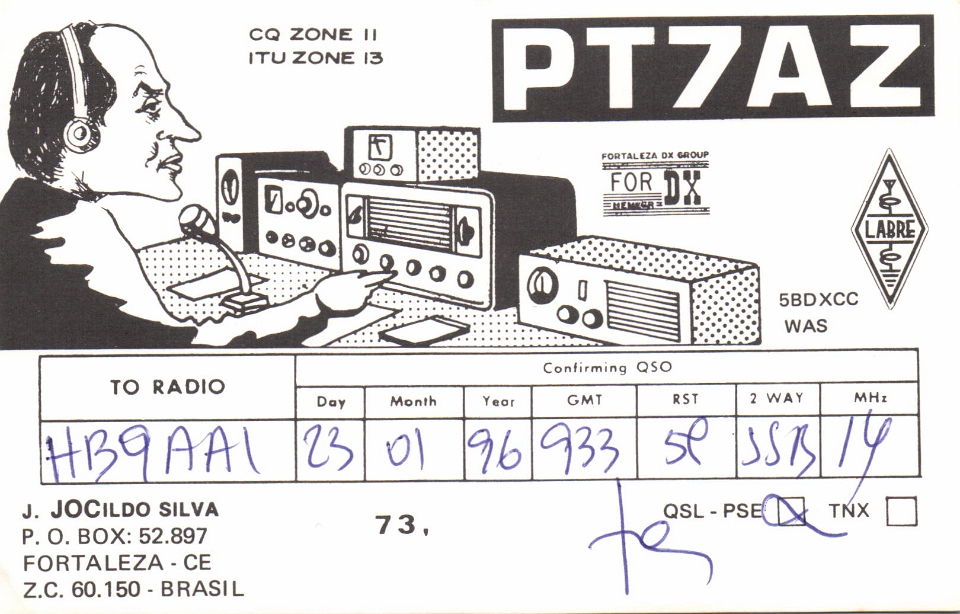 CQ ZONE 11
ITU ZONE 13
PT7AZ
FORTALEZA DX GROUP
FOR DX
MEMBER
LABRE
5BDXCC
WAS
TO RADIO
Confirming QSO
Day Month Year GMT RST 2 WAY MHz
HB9AAI 23 01 96 933 59 SSB 14
J. JOCILDO SILVA
P. O. BOX: 52.897
FORTALEZA - CE
Z.C. 60.150 - BRASIL
73,
QSL - PSE TNX